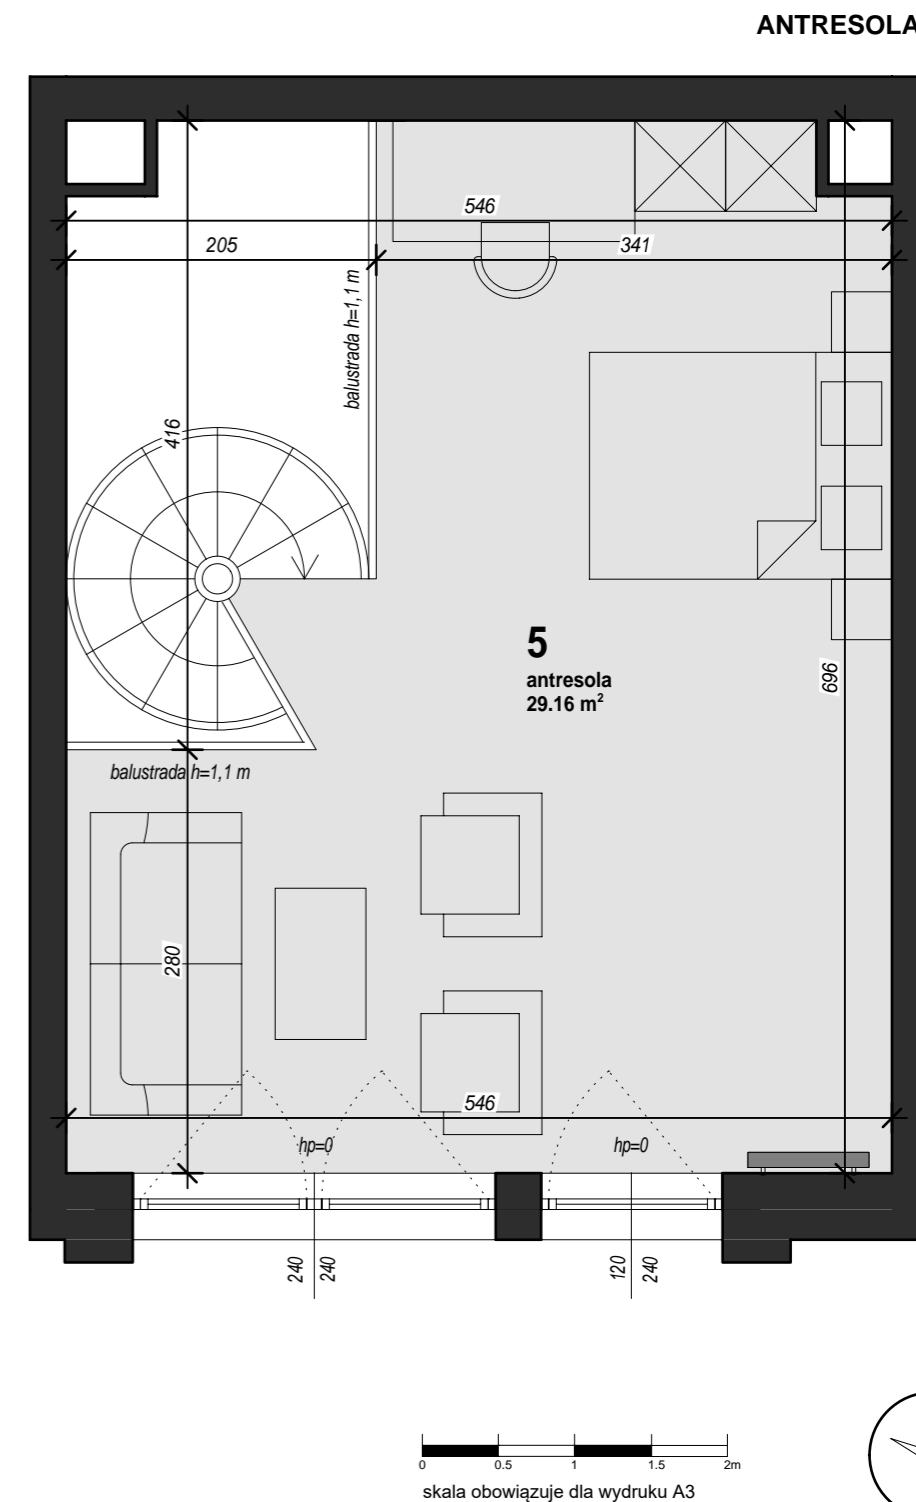 ANTRESOLA
546
205
341
balustrada h=1,1 m
416
5
antresola
29.16 m²
696
balustrada h=1,1 m
280
546
hp=0
hp=0
240
240
120
240
0 0.5 1 1.5 2m
skala obowiązuje dla wydruku A3